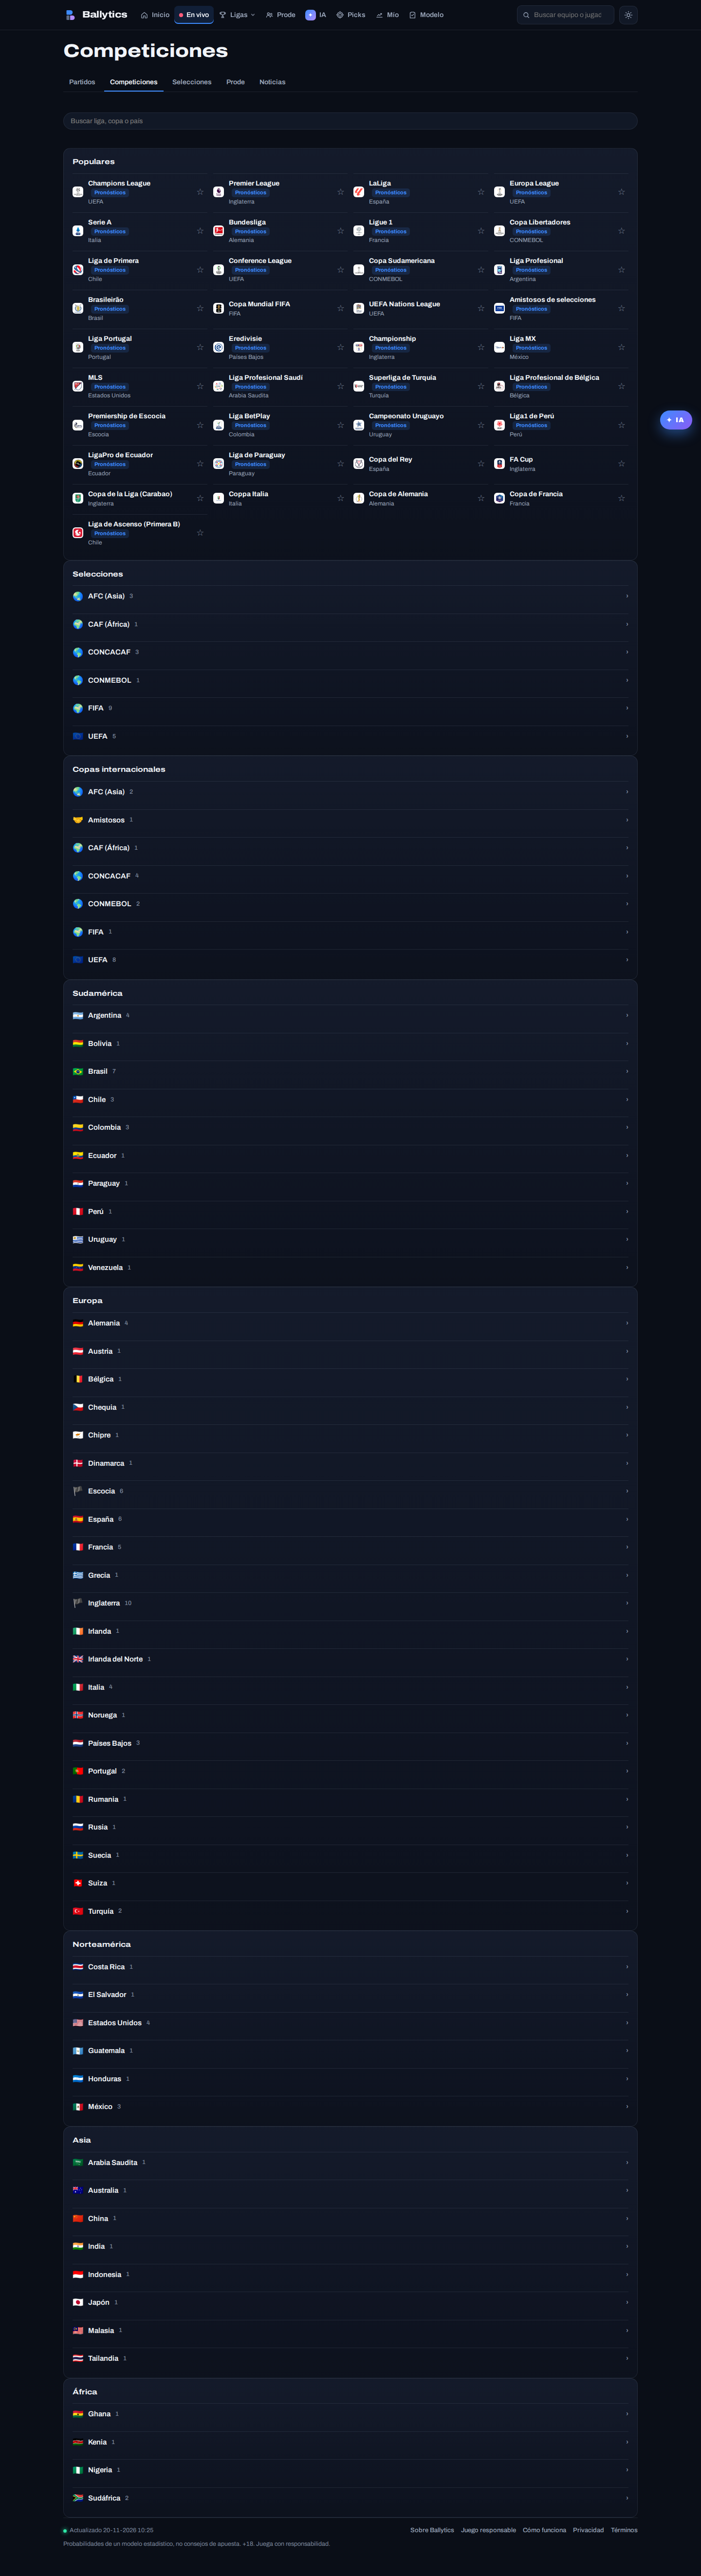 Ballytics
Inicio
En vivo
Ligas
Prode
IA
Picks
Mío
Modelo
Buscar equipo o jugac
Competiciones
Partidos
Competiciones
Selecciones
Prode
Noticias
Buscar liga, copa o país
Populares
Champions League
Pronósticos
UEFA
Premier League
Pronósticos
Inglaterra
LaLiga
Pronósticos
España
Europa League
Pronósticos
UEFA
Serie A
Pronósticos
Italia
Bundesliga
Pronósticos
Alemania
Ligue 1
Pronósticos
Francia
Copa Libertadores
Pronósticos
CONMEBOL
Liga de Primera
Pronósticos
Chile
Conference League
Pronósticos
UEFA
Copa Sudamericana
Pronósticos
CONMEBOL
Liga Profesional
Pronósticos
Argentina
Brasileirão
Pronósticos
Brasil
Copa Mundial FIFA
FIFA
UEFA Nations League
UEFA
Amistosos de selecciones
Pronósticos
FIFA
Liga Portugal
Pronósticos
Portugal
Eredivisie
Pronósticos
Países Bajos
Championship
Pronósticos
Inglaterra
Liga MX
Pronósticos
México
MLS
Pronósticos
Estados Unidos
Liga Profesional Saudí
Pronósticos
Arabia Saudita
Superliga de Turquía
Pronósticos
Turquía
Liga Profesional de Bélgica
Pronósticos
Bélgica
Premiership de Escocia
Pronósticos
Escocia
Liga BetPlay
Pronósticos
Colombia
Campeonato Uruguayo
Pronósticos
Uruguay
Liga1 de Perú
Pronósticos
Perú
LigaPro de Ecuador
Pronósticos
Ecuador
Liga de Paraguay
Pronósticos
Paraguay
Copa del Rey
España
FA Cup
Inglaterra
Copa de la Liga (Carabao)
Inglaterra
Coppa Italia
Italia
Copa de Alemania
Alemania
Copa de Francia
Francia
Liga de Ascenso (Primera B)
Pronósticos
Chile
IA
Selecciones
AFC (Asia) 3
CAF (África) 1
CONCACAF 3
CONMEBOL 1
FIFA 9
UEFA 5
Copas internacionales
AFC (Asia) 2
Amistosos 1
CAF (África) 1
CONCACAF 4
CONMEBOL 2
FIFA 1
UEFA 8
Sudamérica
Argentina 4
Bolivia 1
Brasil 7
Chile 3
Colombia 3
Ecuador 1
Paraguay 1
Perú 1
Uruguay 1
Venezuela 1
Europa
Alemania 4
Austria 1
Bélgica 1
Chequia 1
Chipre 1
Dinamarca 1
Escocia 8
España 6
Francia 5
Grecia 1
Inglaterra 10
Irlanda 1
Irlanda del Norte 1
Italia 4
Noruega 1
Países Bajos 3
Portugal 2
Rumania 1
Rusia 1
Suecia 1
Suiza 1
Turquía 2
Norteamérica
Costa Rica 1
El Salvador 1
Estados Unidos 4
Guatemala 1
Honduras 1
México 3
Asia
Arabia Saudita 1
Australia 1
China 1
India 1
Indonesia 1
Japón 1
Malasia 1
Tailandia 1
África
Ghana 1
Kenia 1
Nigeria 1
Sudáfrica 2
Actualizado 20-11-2026 10:25
Sobre Ballytics
Juego responsable
Cómo funciona
Privacidad
Términos
Probabilidades de un modelo estadístico, no consejos de apuesta. +18. Juega con responsabilidad.